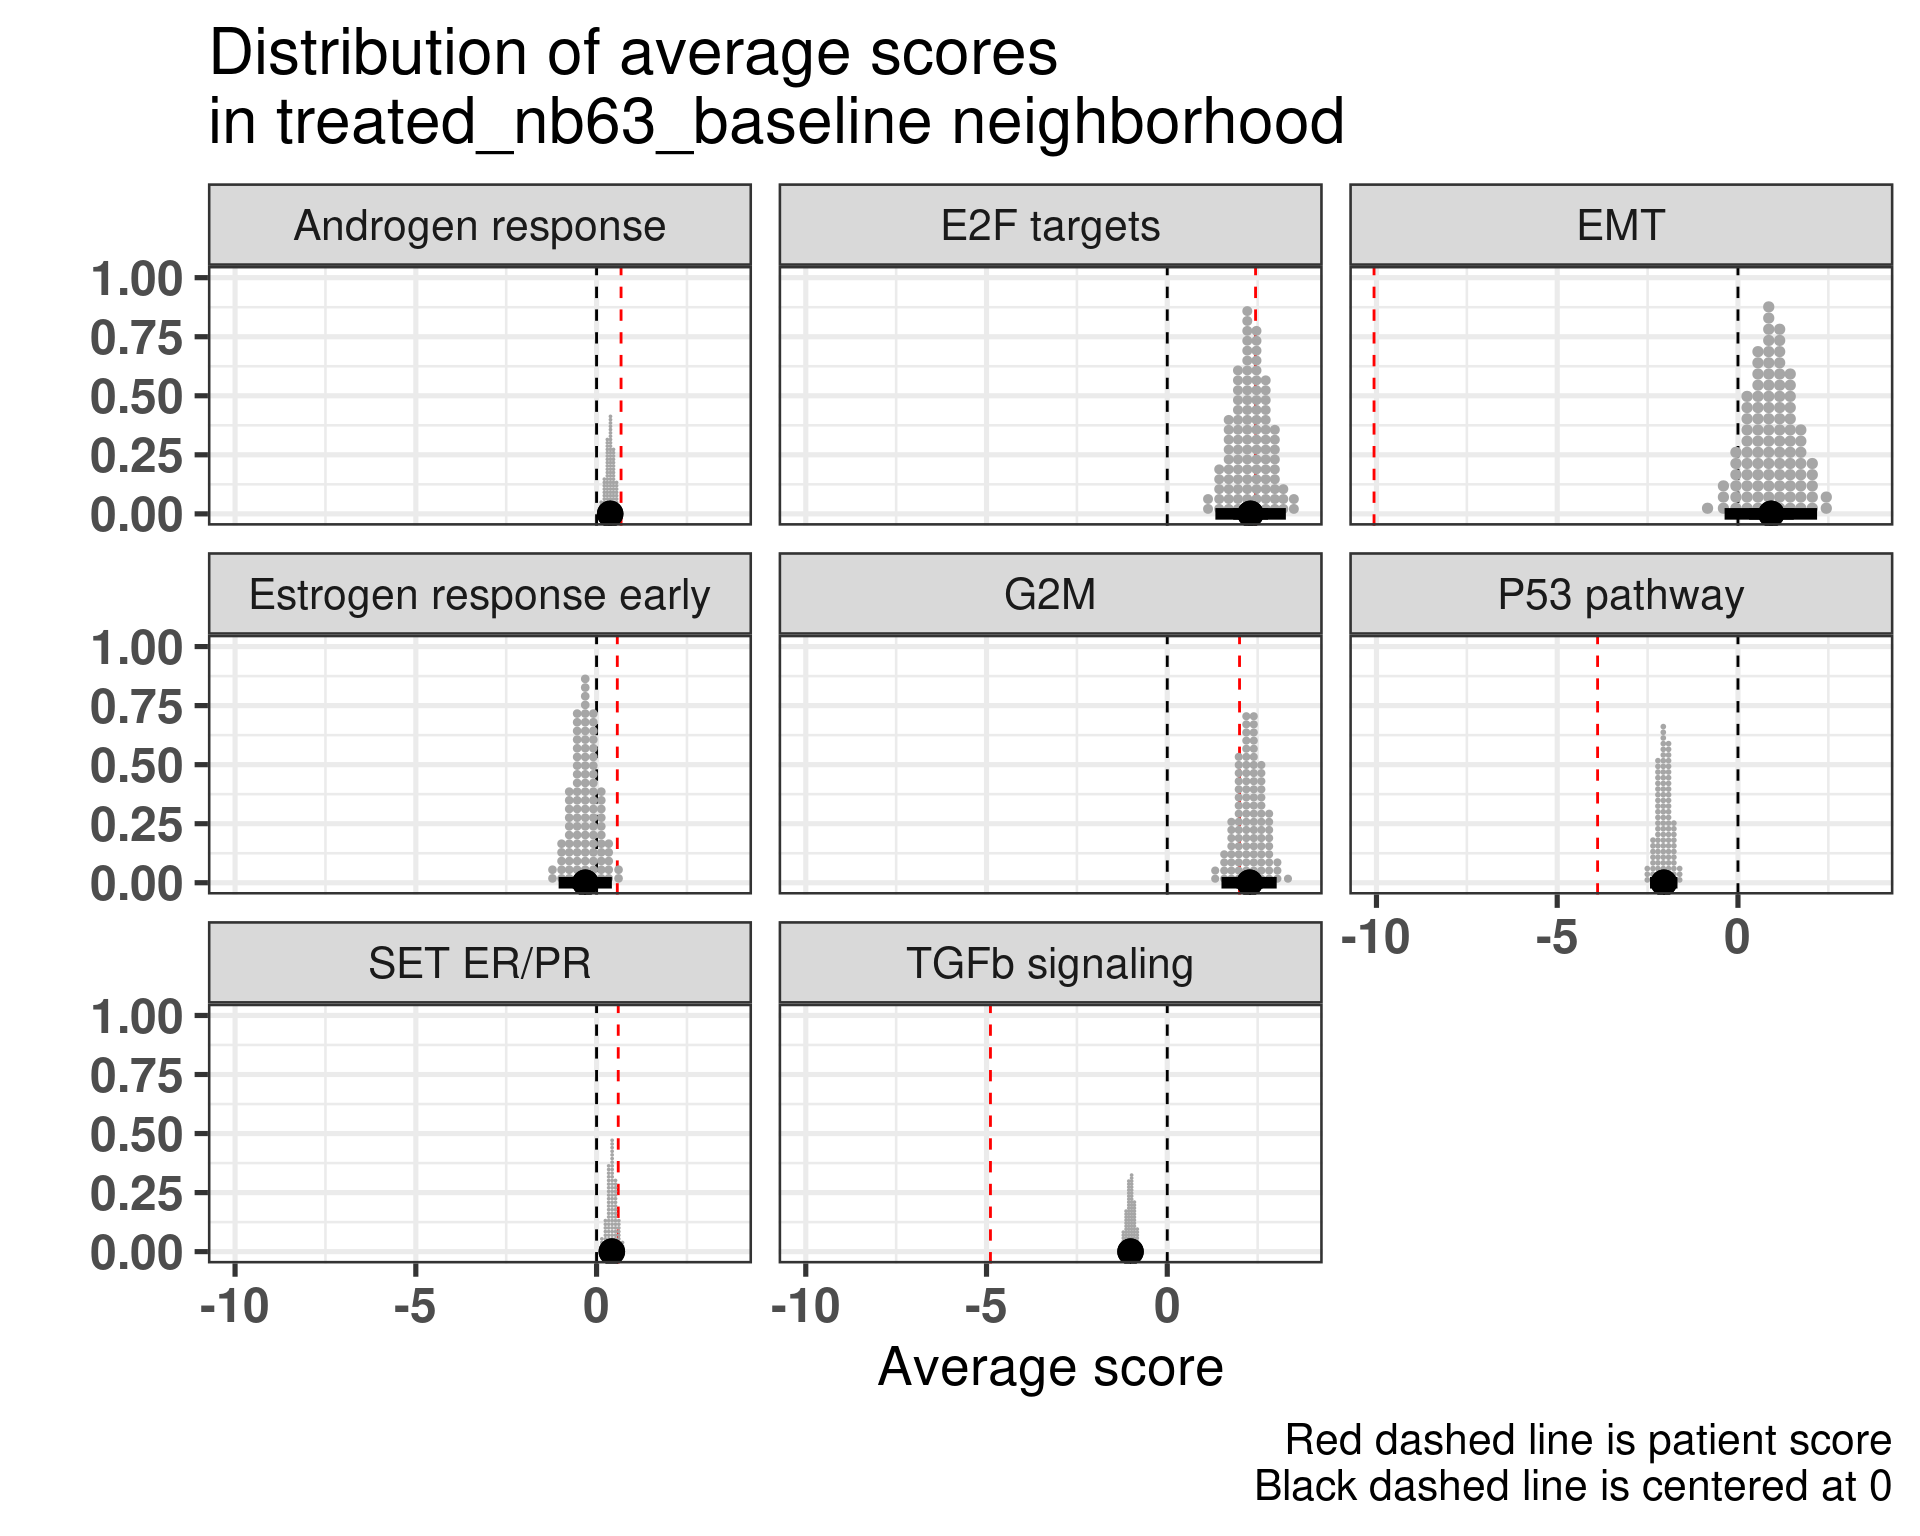 Distribution of average scores
in treated_nb63_baseline neighborhood
Androgen response
E2F targets
EMT
1.00
0.75
0.50
0.25
0.00
Estrogen response early
G2M
P53 pathway
1.00
0.75
0.50
0.25
0.00
-10
-5
0
SET ER/PR
TGFb signaling
1.00
0.75
0.50
0.25
0.00
-10
-5
0
-10
-5
0
Average score
Red dashed line is patient score
Black dashed line is centered at 0